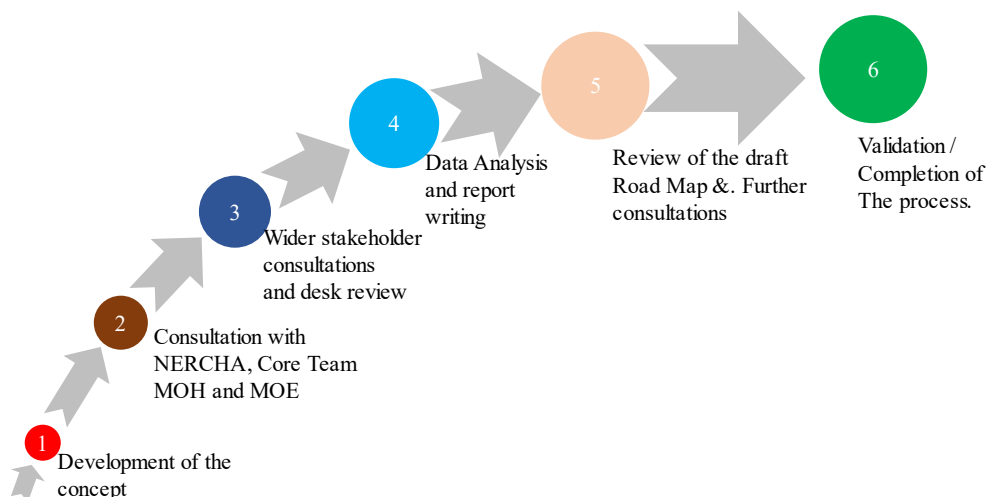 1
Development of the
concept
2
Consultation with
NERCHA, Core Team
MOH and MOE
3
Wider stakeholder
consultations
and desk review
4
Data Analysis
and report
writing
5
Review of the draft
Road Map &. Further
consultations
6
Validation /
Completion of
The process.